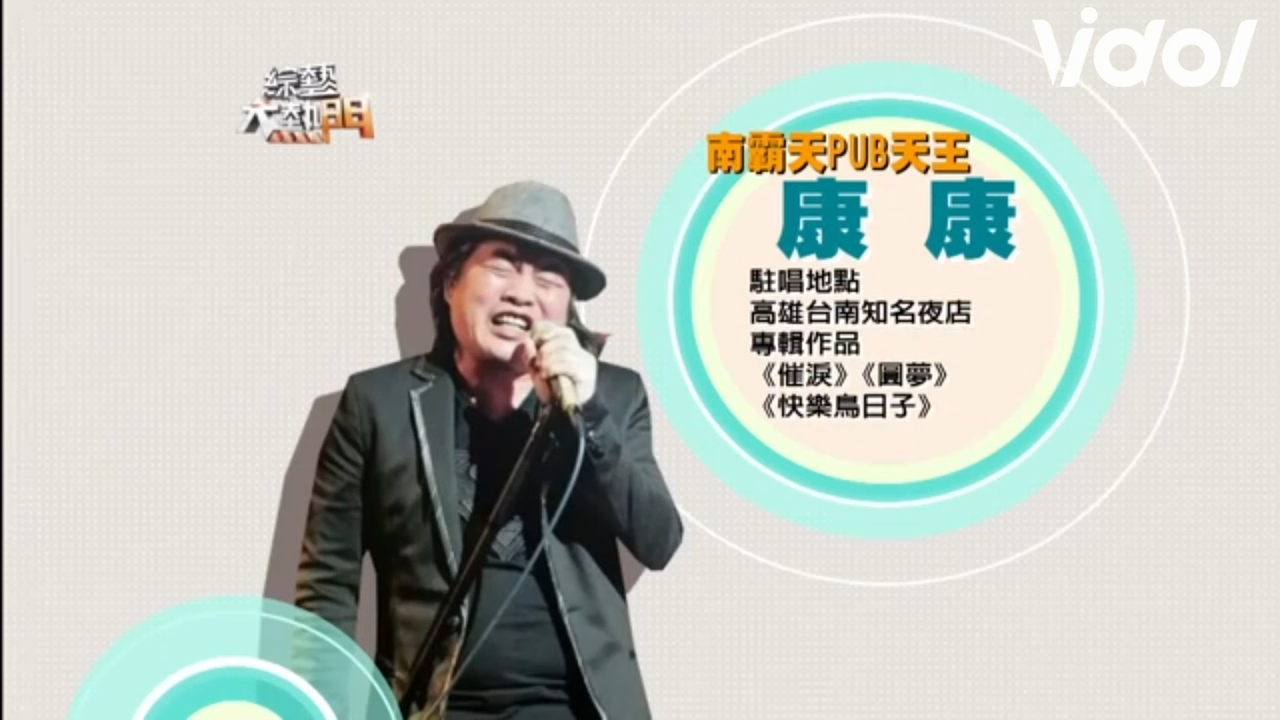 Vidol
綜藝
大熱門
南霸天PUB天王
康康
駐唱地點
高雄台南知名夜店
專輯作品
《催淚》《圓夢》
《快樂鳥日子》